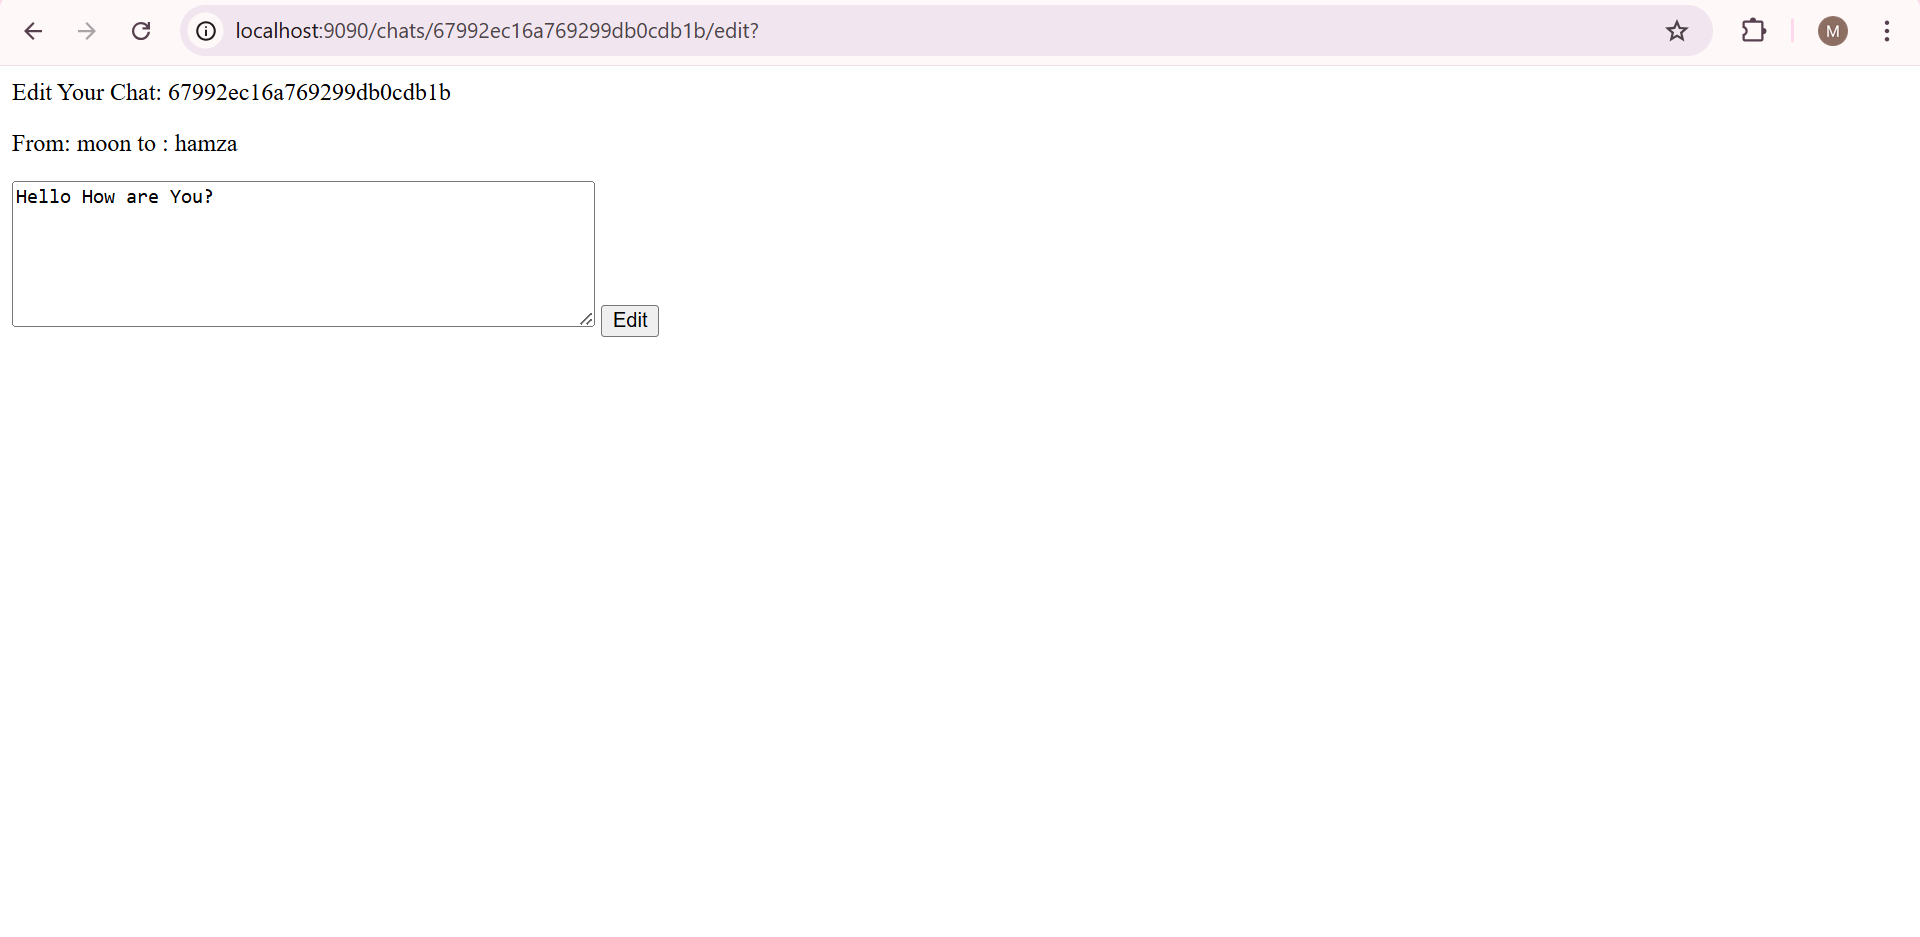 localhost:9090/chats/67992ec16a769299db0cdb1b/edit?
M
Edit Your Chat: 67992ec16a769299db0cdb1b
From: moon to : hamza
Hello How are You?
Edit